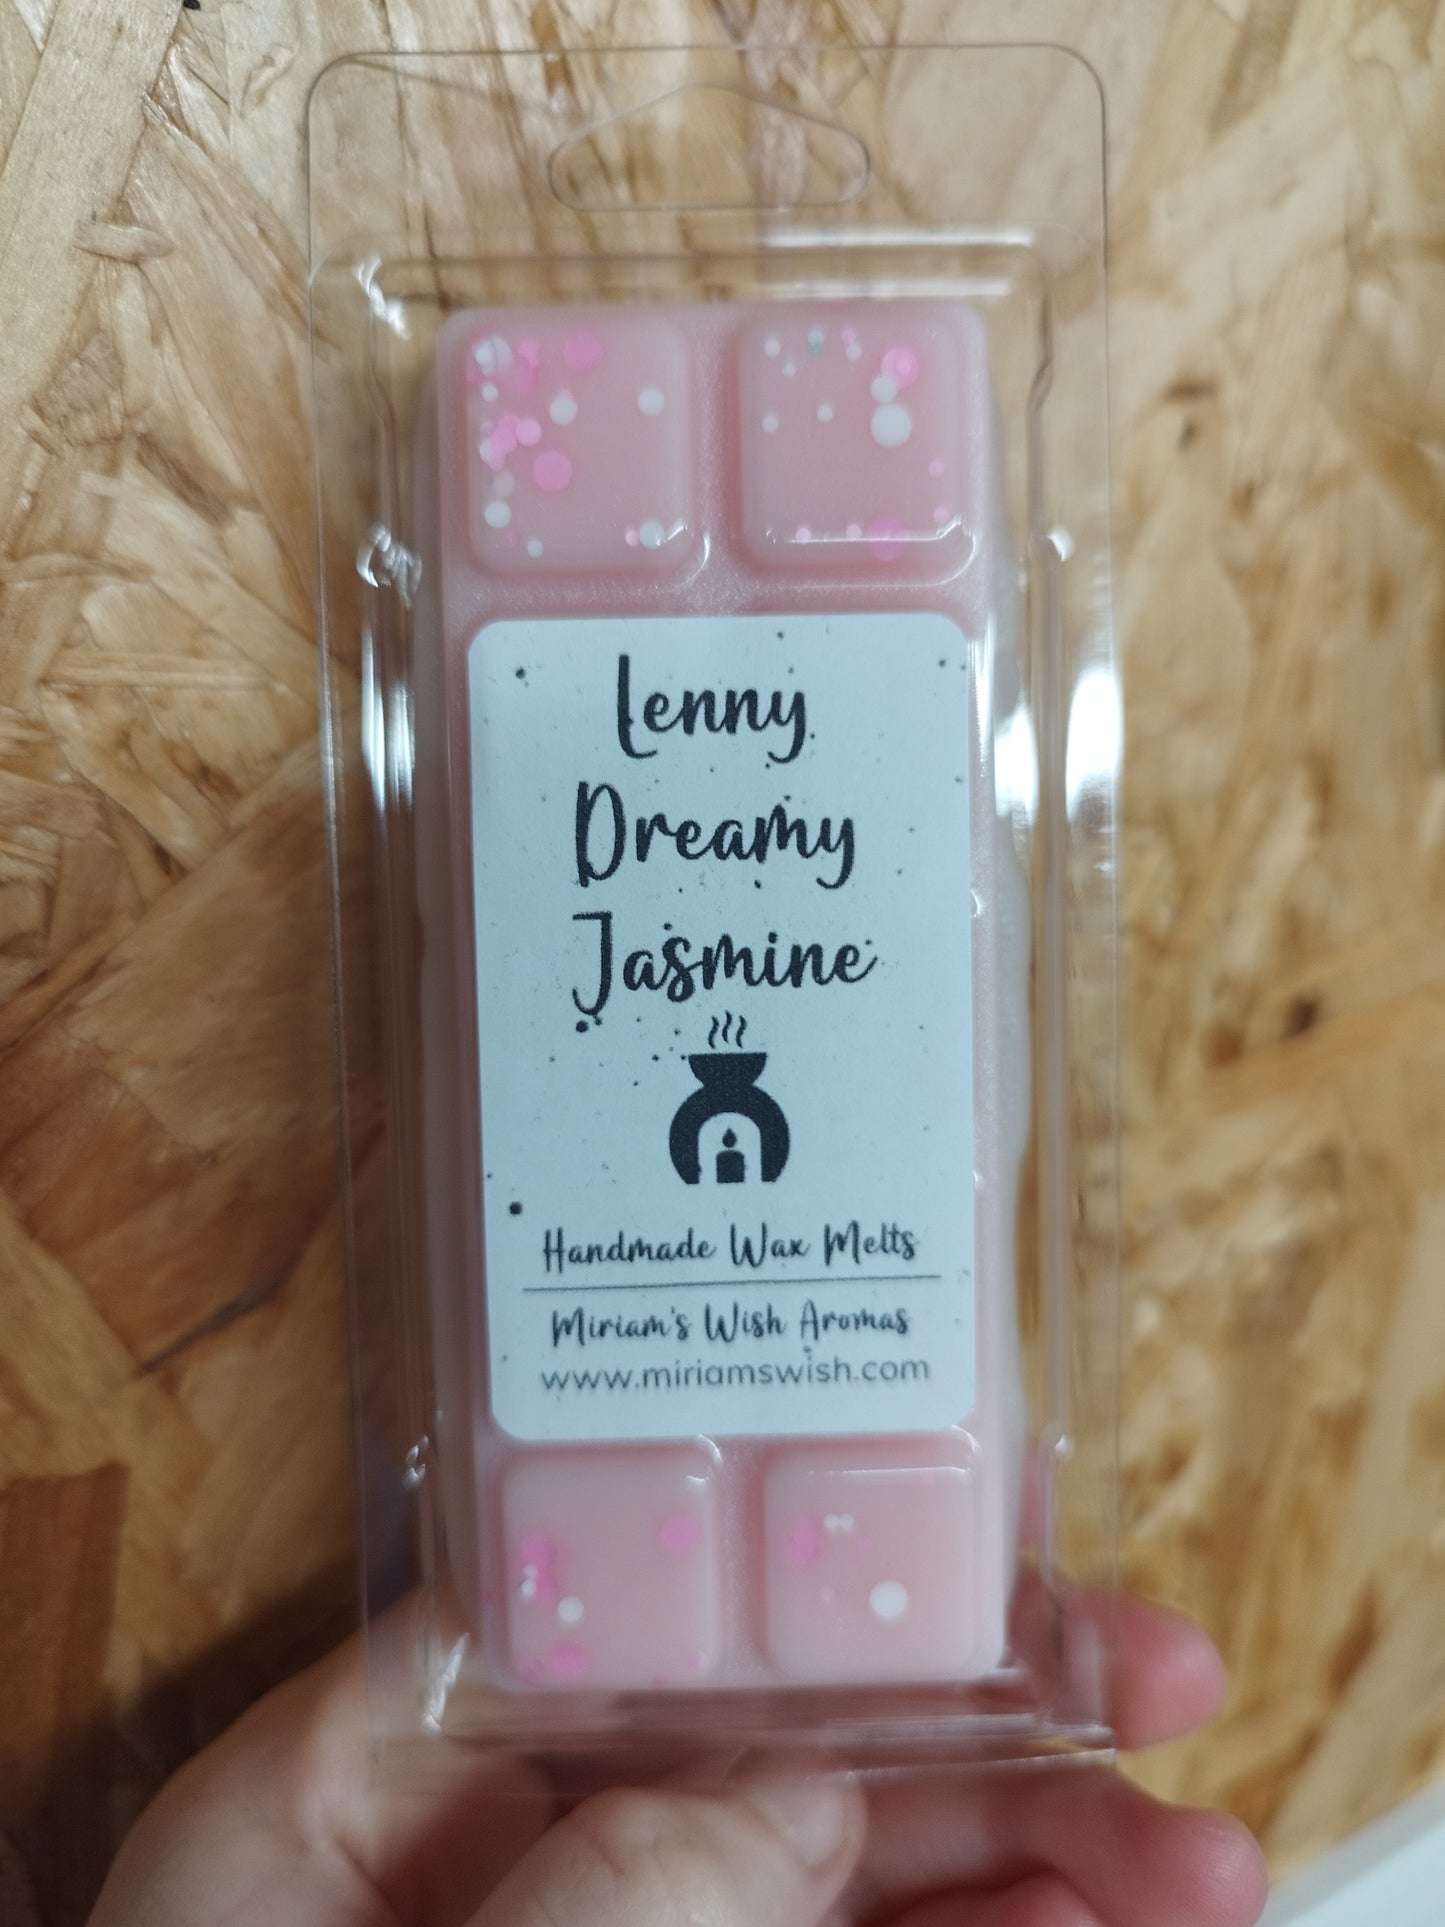 Lenny
Dreamy
Jasmine
Handmade Wax Melts
Miriam's Wish Aromas
www.miriamswish.com